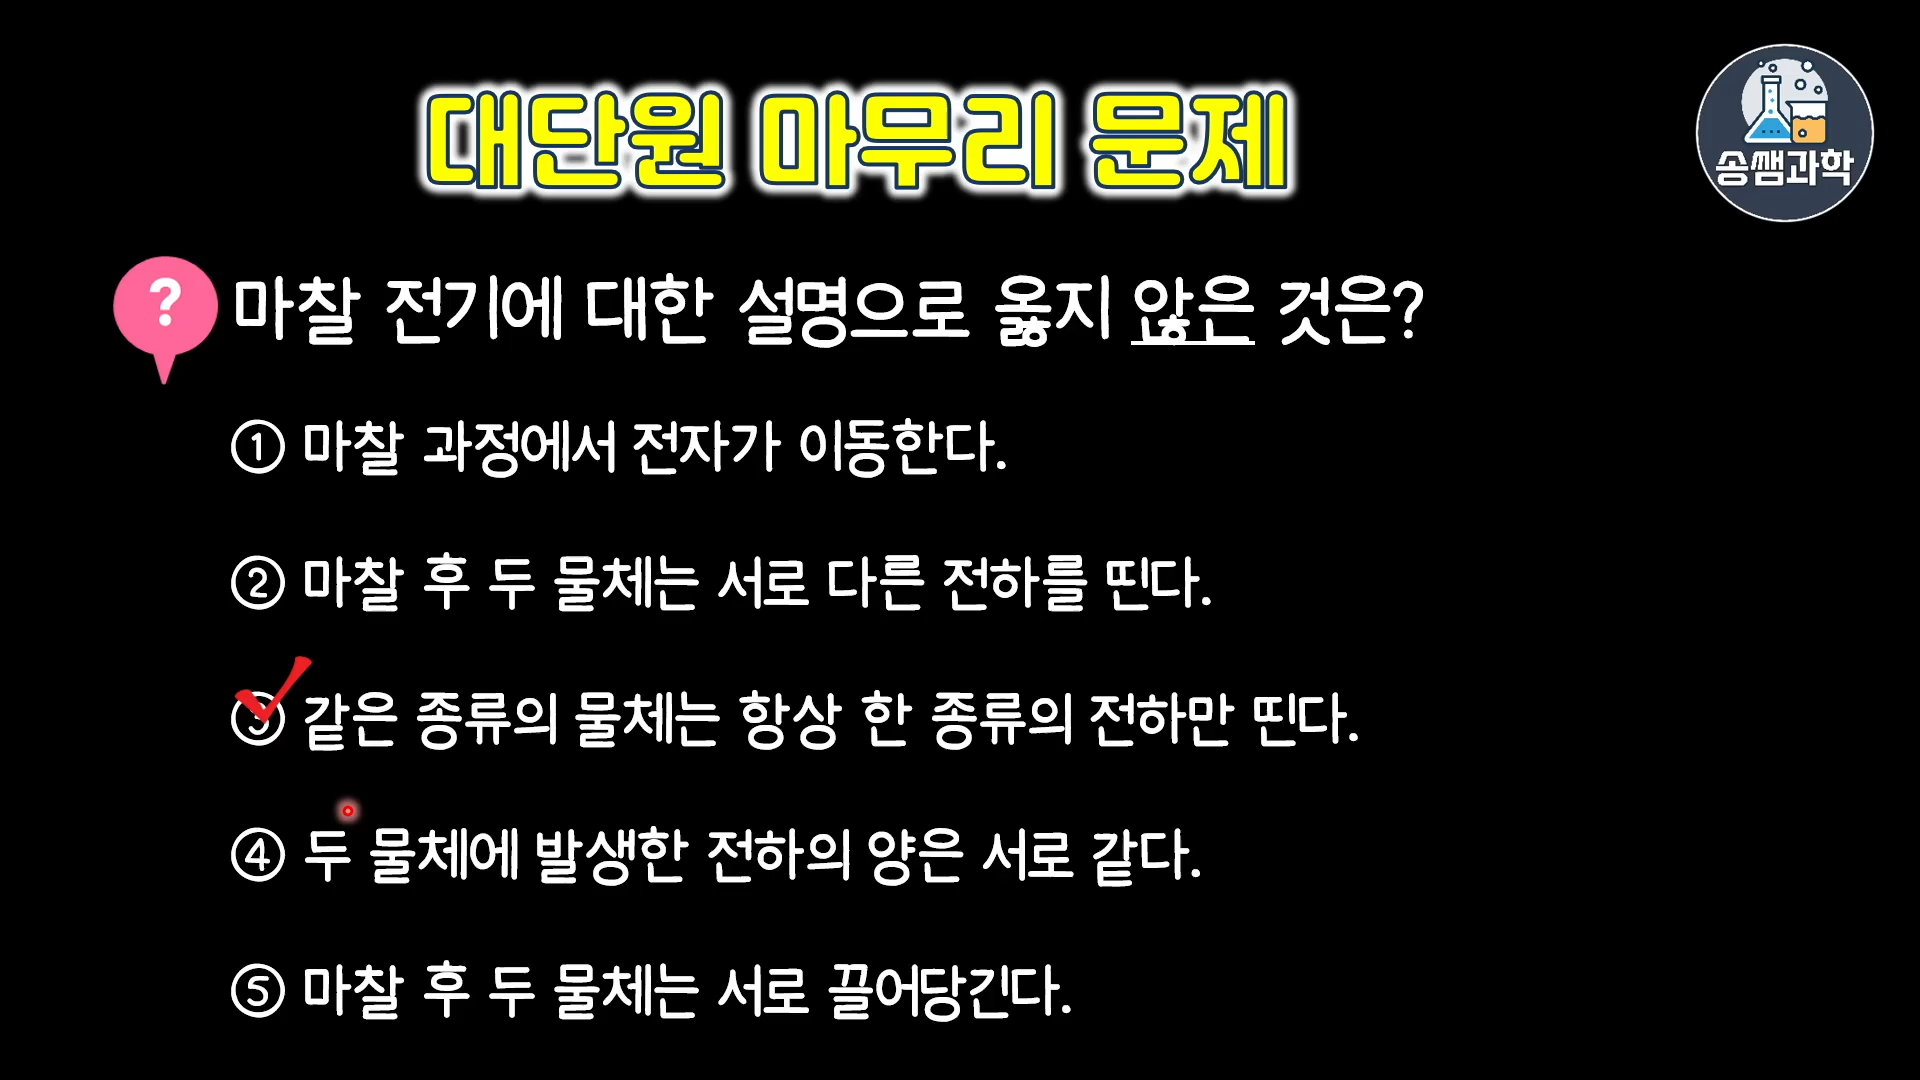 대단원 마무리 문제
송쌤과학
? 마찰 전기에 대한 설명으로 옳지 않은 것은?
① 마찰 과정에서 전자가 이동한다.
② 마찰 후 두 물체는 서로 다른 전하를 띤다.
③ 같은 종류의 물체는 항상 한 종류의 전하만 띤다.
④ 두 물체에 발생한 전하의 양은 서로 같다.
⑤ 마찰 후 두 물체는 서로 끌어당긴다.